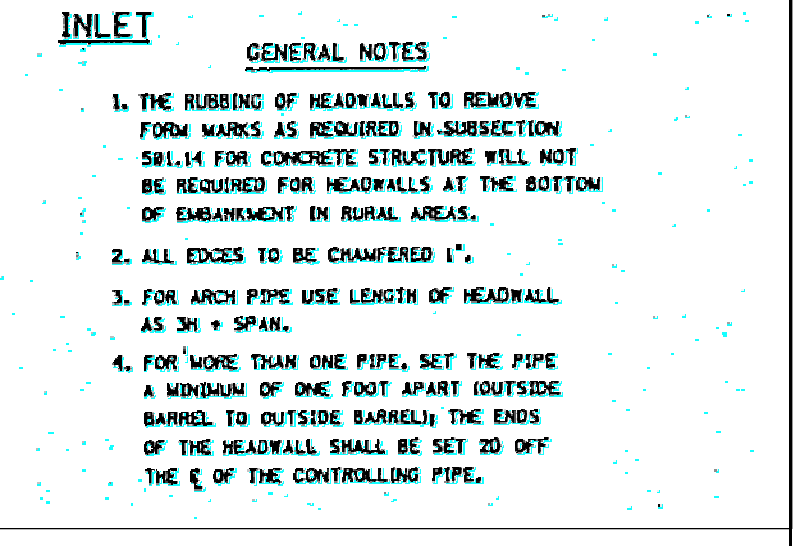 INLET
GENERAL NOTES
1. THE RUBBING OF HEADWALLS TO REMOVE
FORM MARKS AS REQUIRED IN SUBSECTION
501.14 FOR CONCRETE STRUCTURE WILL NOT
BE REQUIRED FOR HEADWALLS AT THE BOTTOM
OF EMBANKMENT IN RURAL AREAS.
2. ALL EDGES TO BE CHAMFERED 1".
3. FOR ARCH PIPE USE LENGTH OF HEADWALL
AS 3H + SPAN.
4. FOR MORE THAN ONE PIPE, SET THE PIPE
A MINIMUM OF ONE FOOT APART (OUTSIDE
BARREL TO OUTSIDE BARREL); THE ENDS
OF THE HEADWALL SHALL BE SET 2D OFF
THE ℄ OF THE CONTROLLING PIPE.